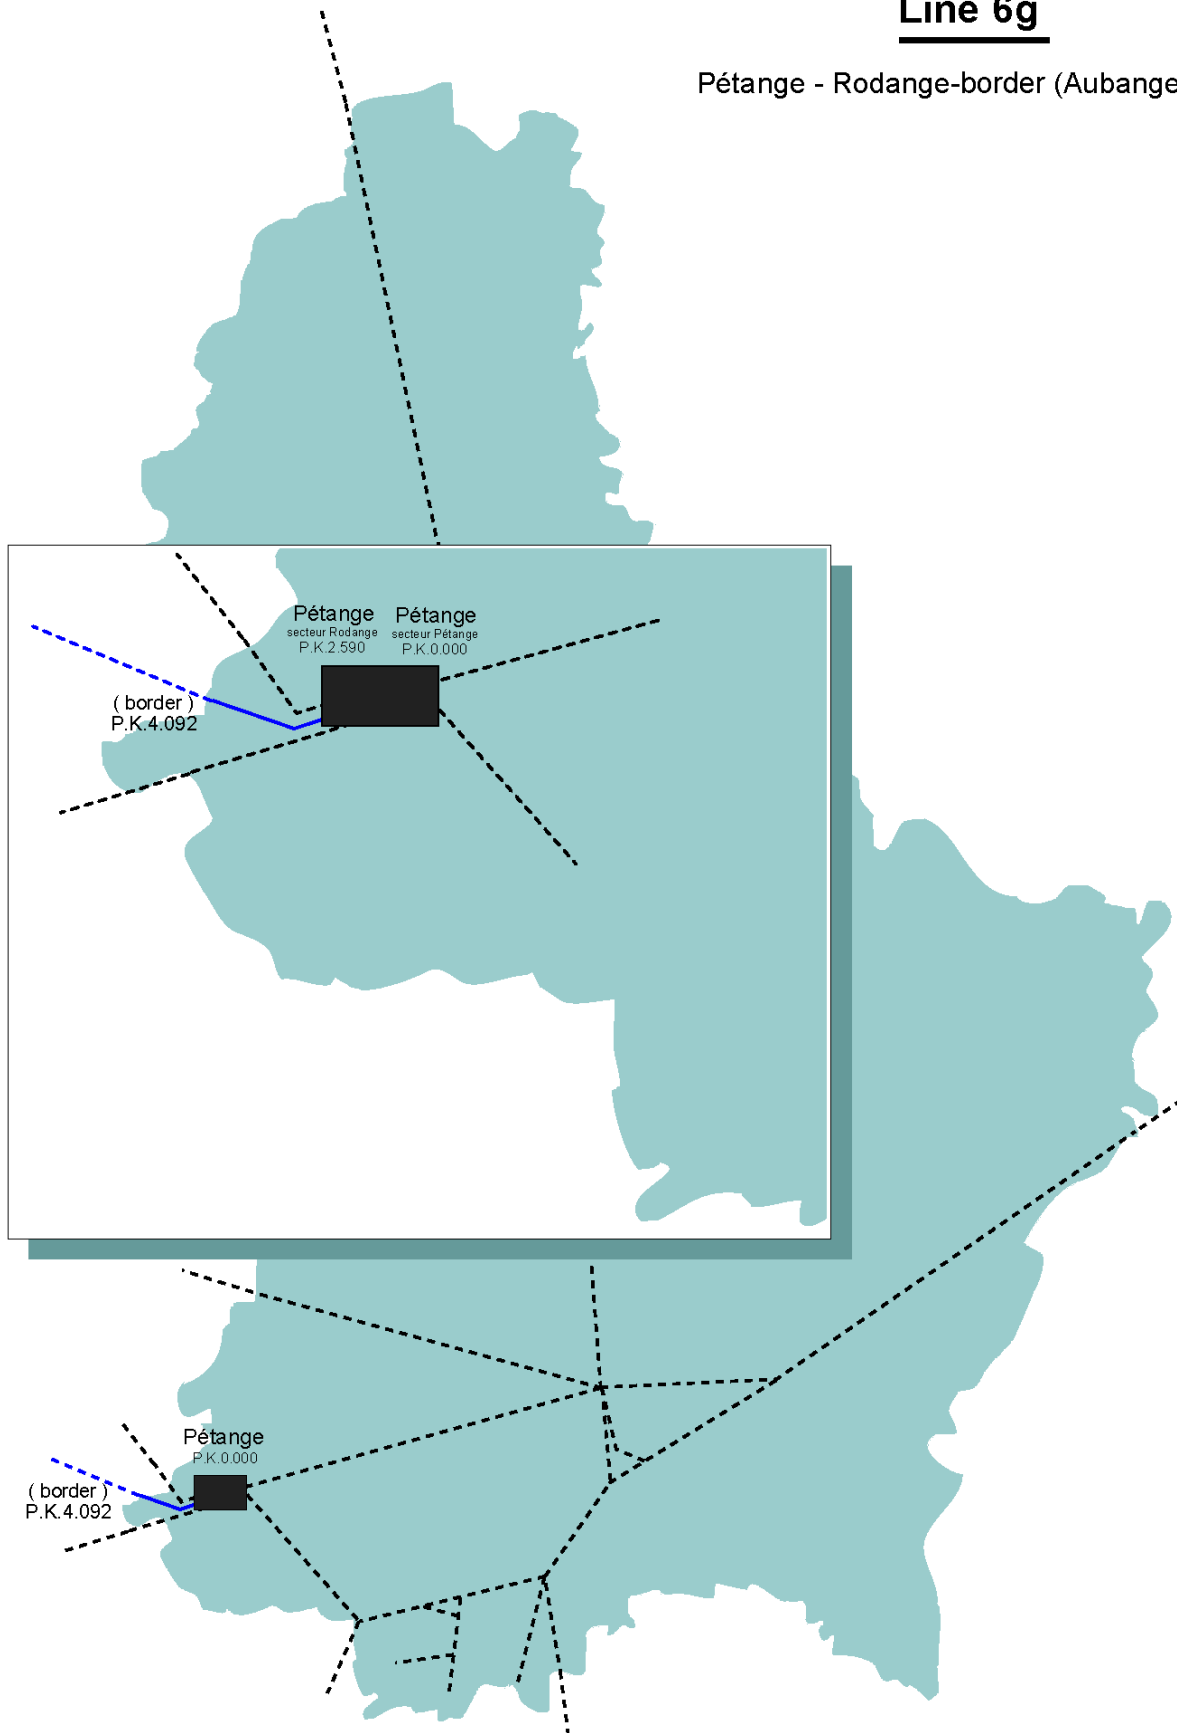 Line 6g
Pétange - Rodange-border (Aubange
Pétange
secteur Rodange
P.K.2.590
Pétange
secteur Pétange
P.K.0.000
( border )
P.K.4.092
Pétange
P.K.0.000
( border )
P.K.4.092